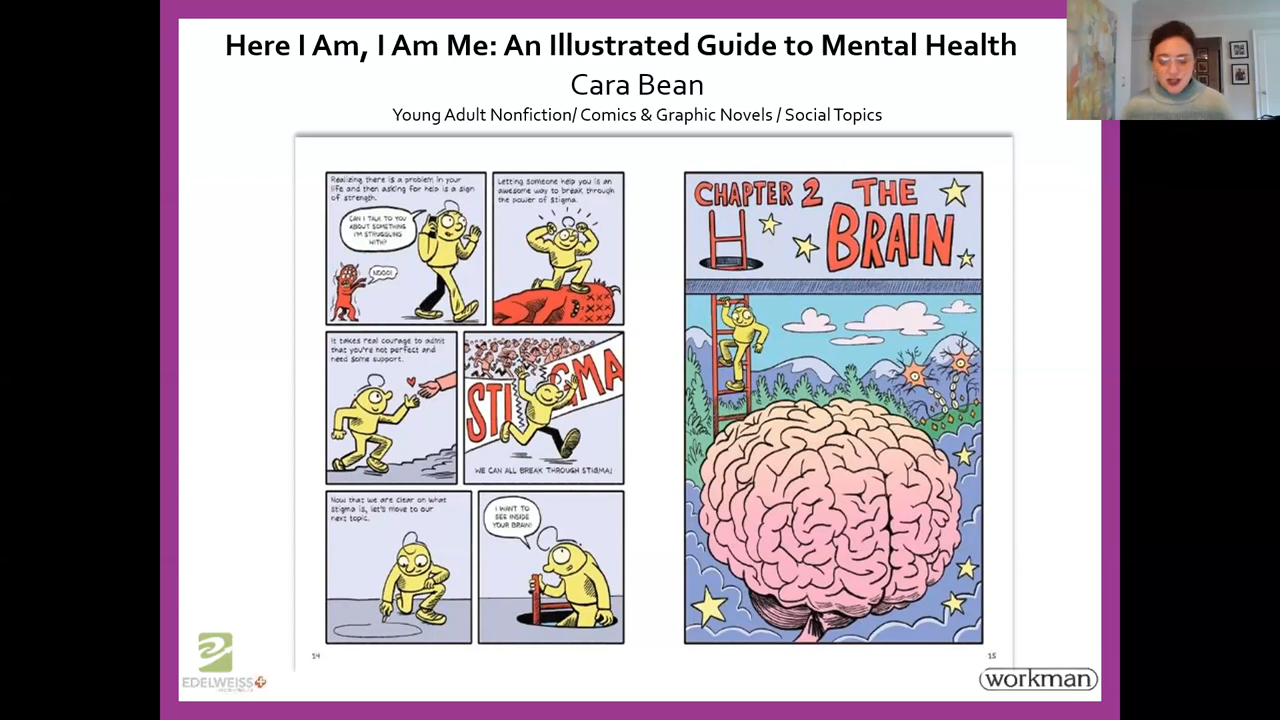 Here I Am, I Am Me: An Illustrated Guide to Mental Health
Cara Bean
Young Adult Nonfiction/ Comics & Graphic Novels / Social Topics
Realizing there is a problem in your
life and then asking for help is a sign
of strength.
CAN I TALK TO YOU
ABOUT SOMETHING
I'M STRUGGLING
WITH?
NOOO!
Letting someone help you is an
awesome way to break through
the power of stigma.
It takes real courage to admit
that you're not perfect and
need some support.
STIGMA
WE CAN ALL BREAK THROUGH STIGMA!
Now that we are clear on what
stigma is, let's move to our
next topic.
I WANT TO
SEE INSIDE
YOUR BRAIN!
14
CHAPTER 2 THE
BRAIN
15
EDELWEISS+
workman